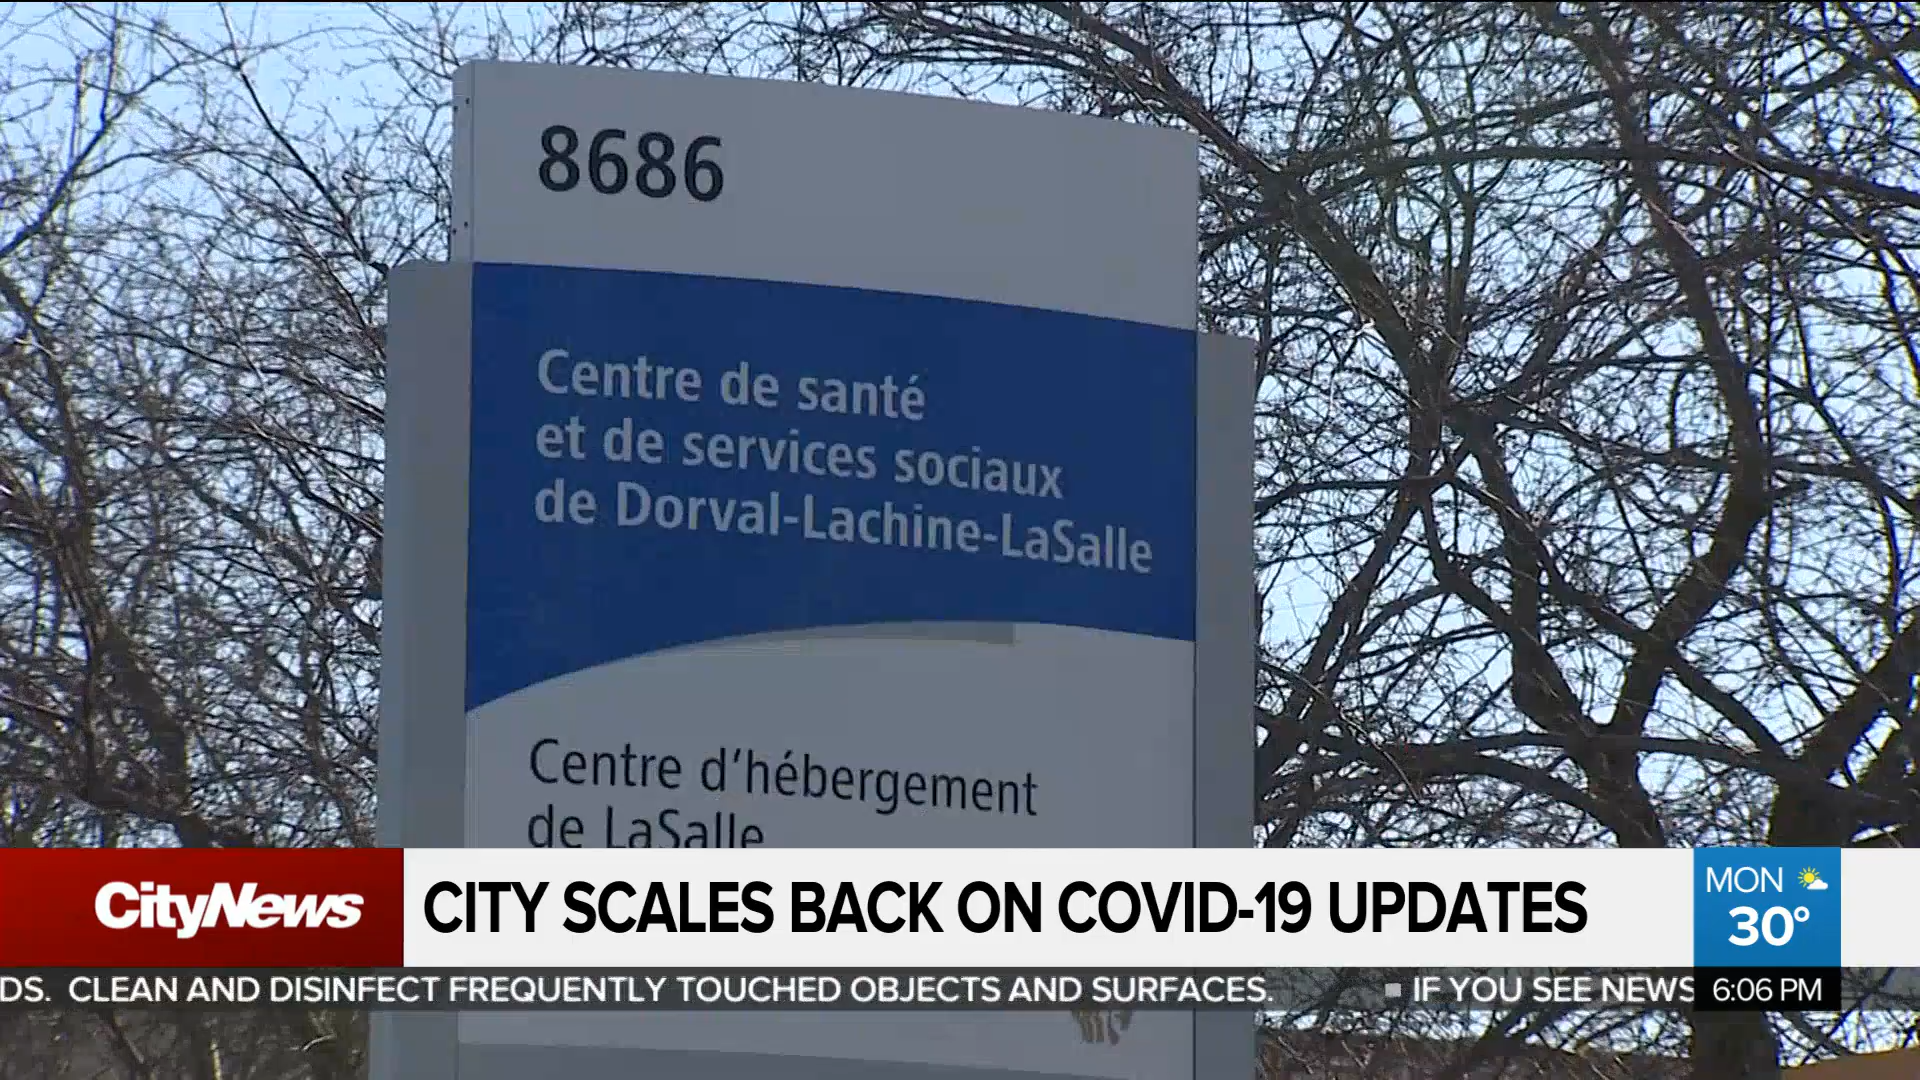 8686
Centre de santé
et de services sociaux
de Dorval-Lachine-LaSalle
Centre d'hébergement
de LaSalle
CityNews
CITY SCALES BACK ON COVID-19 UPDATES
MON
30°
DS. CLEAN AND DISINFECT FREQUENTLY TOUCHED OBJECTS AND SURFACES. ■ IF YOU SEE NEWS
6:06 PM